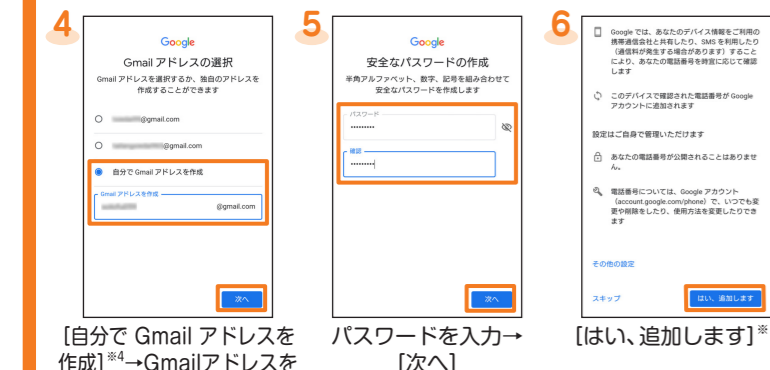 4
Google
Gmail アドレスの選択
Gmail アドレスを選択するか、独自のアドレスを
作成することができます
@gmail.com
@gmail.com
自分で Gmail アドレスを作成
Gmail アドレスを作成
@gmail.com
次へ
[自分で Gmail アドレスを
作成]※4→Gmailアドレスを
5
Google
安全なパスワードの作成
半角アルファベット、数字、記号を組み合わせて
安全なパスワードを作成します
パスワード
•••••••••
確認
•••••••••
次へ
パスワードを入力→
[次へ]
6
Google では、あなたのデバイス情報をご利用の
携帯通信会社と共有したり、SMS を利用したり
（通信料が発生する場合があります）すること
により、あなたの電話番号を時宜に応じて確認
します
このデバイスで確認された電話番号が Google
アカウントに追加されます
設定はご自身で管理いただけます
あなたの電話番号が公開されることはありませ
ん。
電話番号については、Google アカウント
（account.google.com/phone）で、いつでも変
更や削除をしたり、使用方法を変更したりでき
ます
その他の設定
スキップ
はい、追加します
[はい、追加します]※